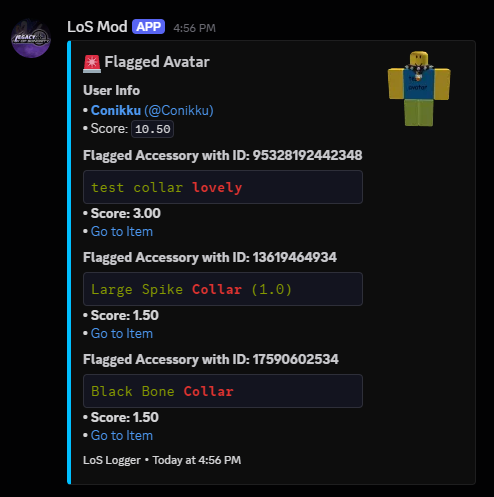 LoS Mod APP 4:56 PM
LEGACY
🚨 Flagged Avatar
avatar
User Info
• Conikku (@Conikku)
• Score: 10.50
Flagged Accessory with ID: 95328192442348
test collar lovely
• Score: 3.00
• Go to Item
Flagged Accessory with ID: 13619464934
Large Spike Collar (1.0)
• Score: 1.50
• Go to Item
Flagged Accessory with ID: 17590602534
Black Bone Collar
• Score: 1.50
• Go to Item
LoS Logger • Today at 4:56 PM